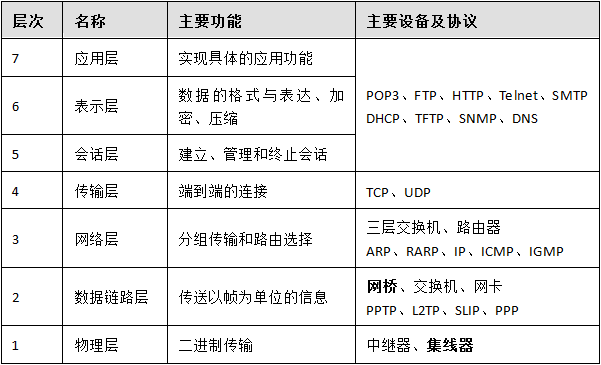 层次 名称 主要功能 主要设备及协议
7 应用层 实现具体的应用功能
POP3、FTP、HTTP、Telnet、SMTP
DHCP、TFTP、SNMP、DNS
6 表示层 数据的格式与表达、加
密、压缩
5 会话层 建立、管理和终止会话
4 传输层 端到端的连接 TCP、UDP
3 网络层 分组传输和路由选择 三层交换机、路由器
ARP、RARP、IP、ICMP、IGMP
2 数据链路层 传送以帧为单位的信息 网桥、交换机、网卡
PPTP、L2TP、SLIP、PPP
1 物理层 二进制传输 中继器、集线器